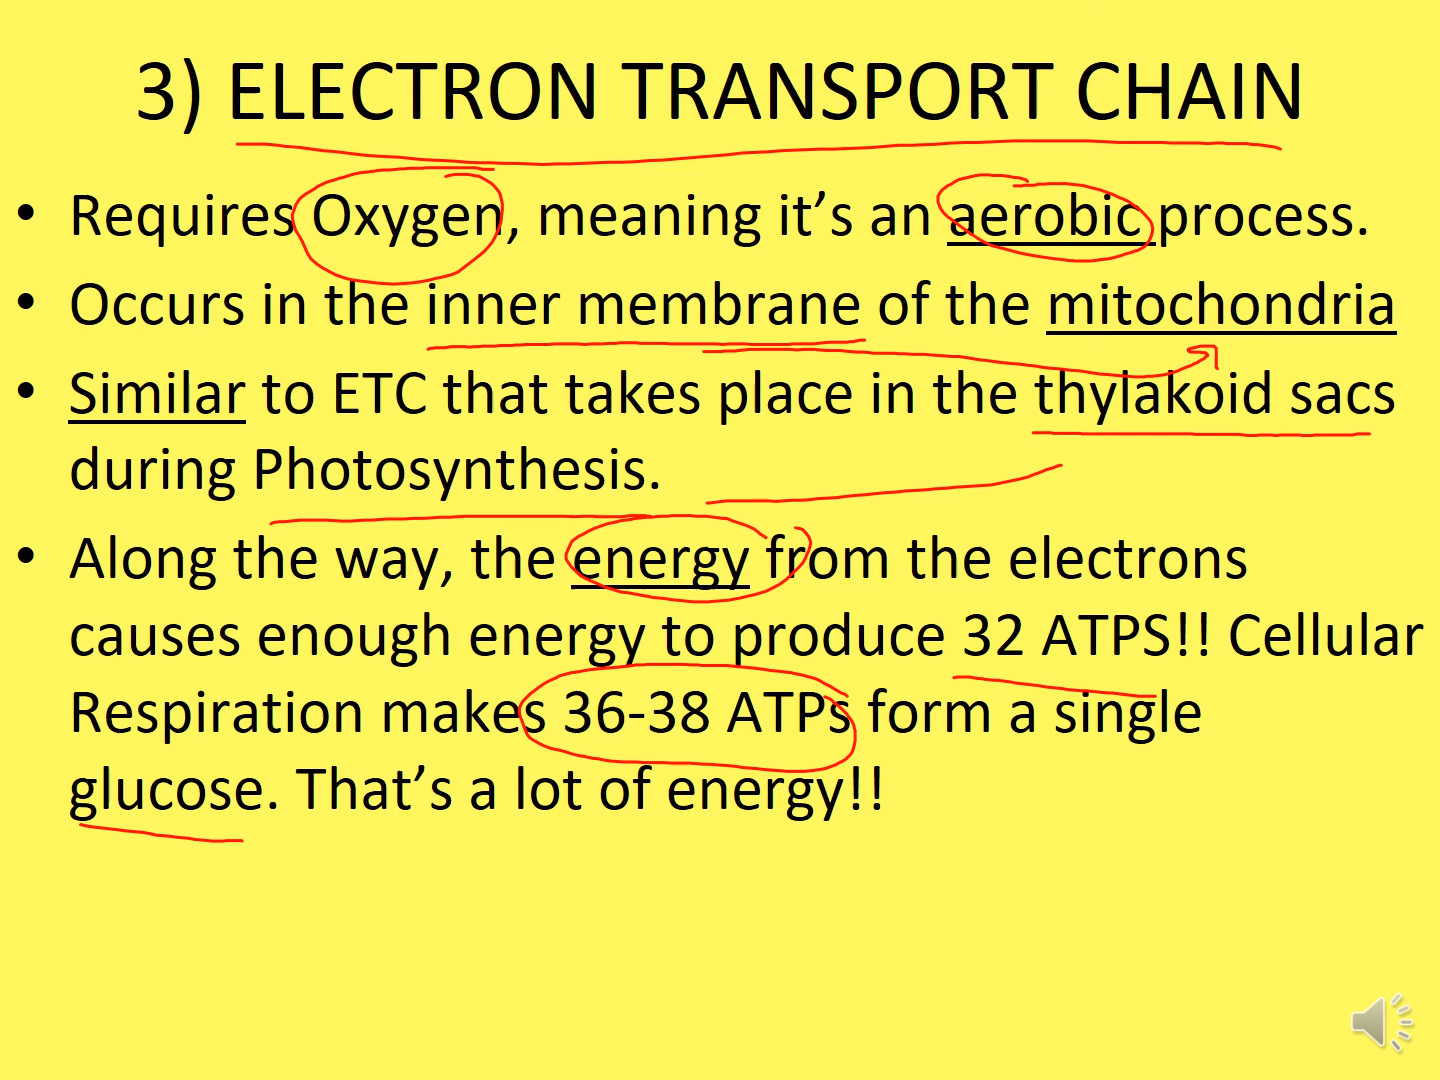 3) ELECTRON TRANSPORT CHAIN
• Requires Oxygen, meaning it's an aerobic process.
• Occurs in the inner membrane of the mitochondria
• Similar to ETC that takes place in the thylakoid sacs
during Photosynthesis.
• Along the way, the energy from the electrons
causes enough energy to produce 32 ATPS!! Cellular
Respiration makes 36-38 ATPs form a single
glucose. That's a lot of energy!!